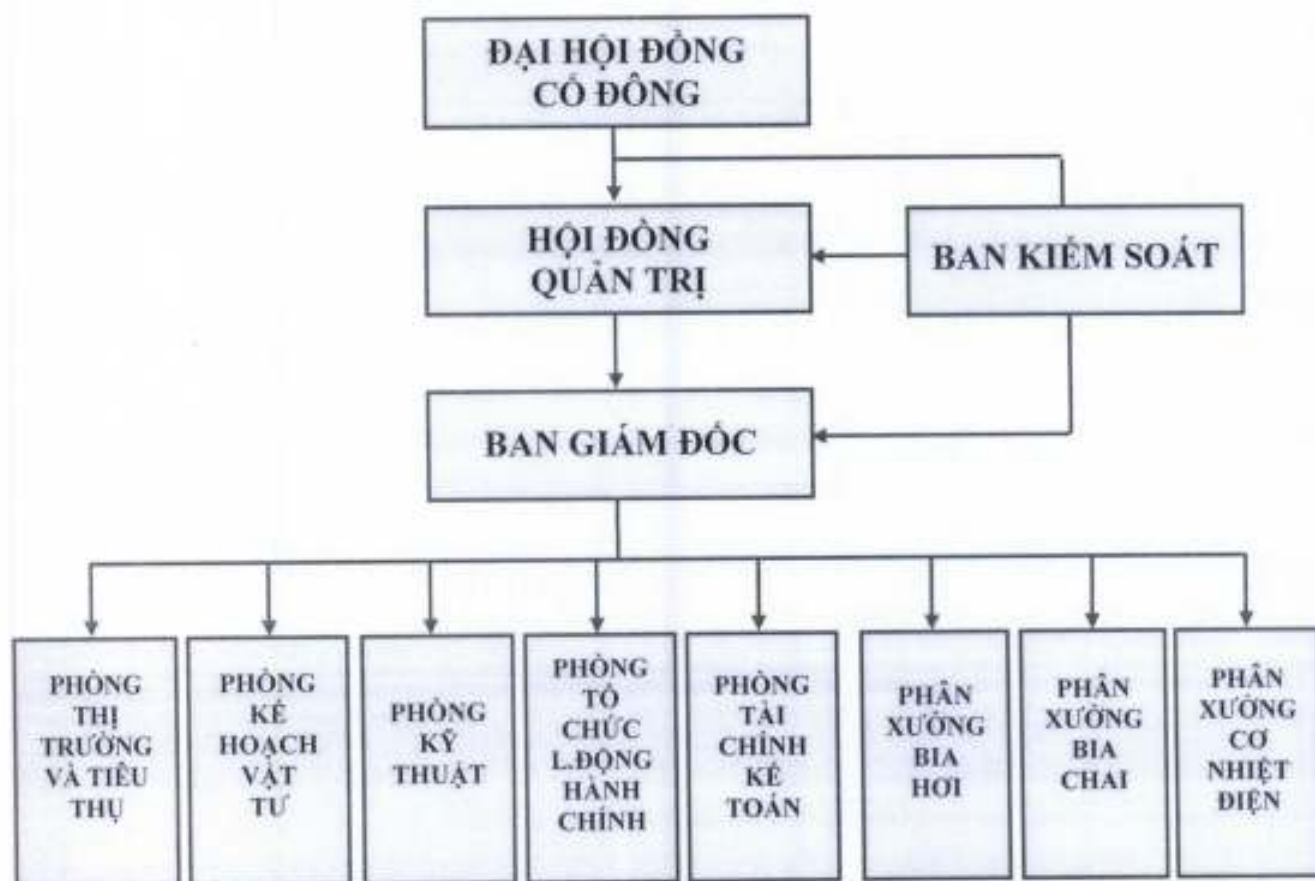 ĐẠI HỘI ĐỒNG
CỔ ĐÔNG
HỘI ĐỒNG
QUẢN TRỊ
BAN KIỂM SOÁT
BAN GIÁM ĐỐC
PHÒNG
THỊ
TRƯỜNG
VÀ TIÊU
THỤ
PHÒNG
KẾ
HOẠCH
VẬT
TƯ
PHÒNG
KỸ
THUẬT
PHÒNG
TỔ
CHỨC
L.ĐỘNG
HÀNH
CHÍNH
PHÒNG
TÀI
CHÍNH
KẾ
TOÁN
PHÂN
XƯỞNG
BIA
HƠI
PHÂN
XƯỞNG
BIA
CHAI
PHÂN
XƯỞNG
CƠ
NHIỆT
ĐIỆN